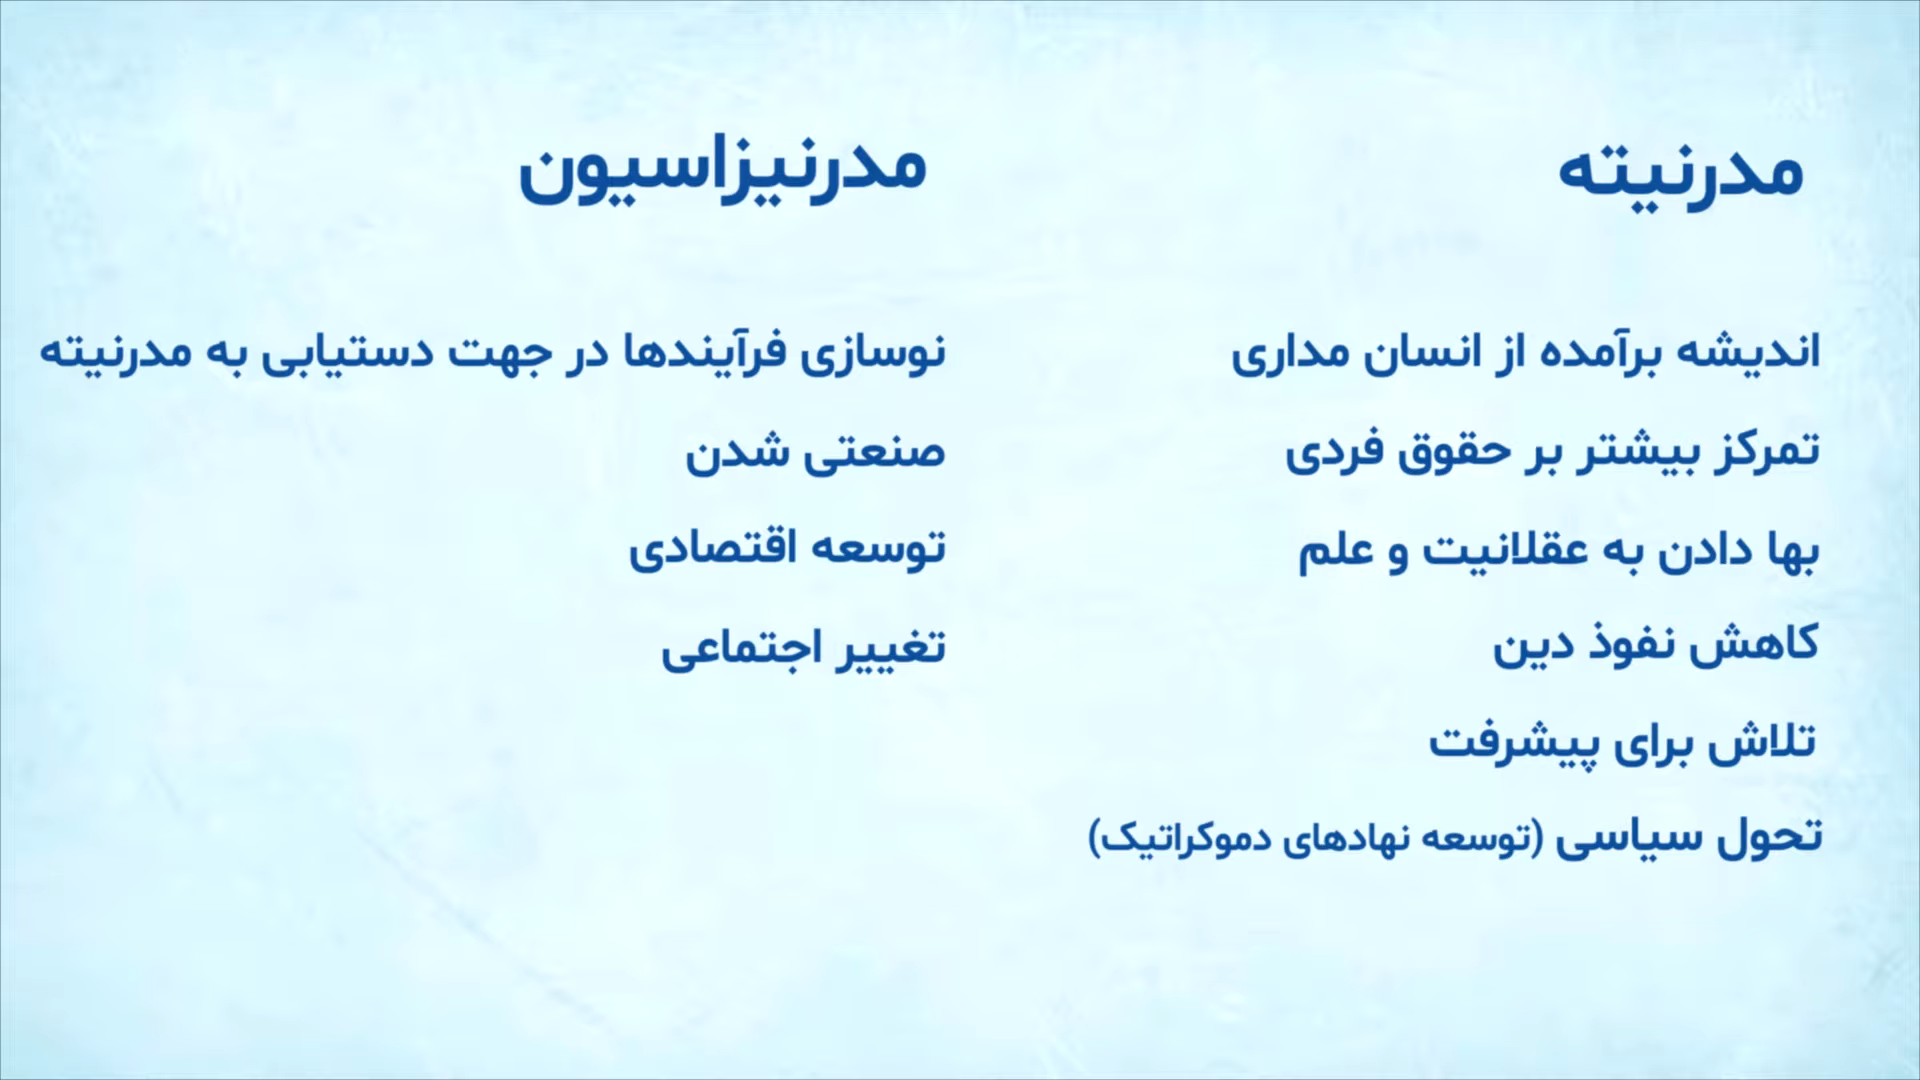 مدرنیته
اندیشه برآمده از انسان مداری
تمرکز بیشتر بر حقوق فردی
بها دادن به عقلانیت و علم
کاهش نفوذ دین
تلاش برای پیشرفت
تحول سیاسی (توسعه نهادهای دموکراتیک)
مدرنیزاسیون
نوسازی فرآیندها در جهت دستیابی به مدرنیته
صنعتی شدن
توسعه اقتصادی
تغییر اجتماعی